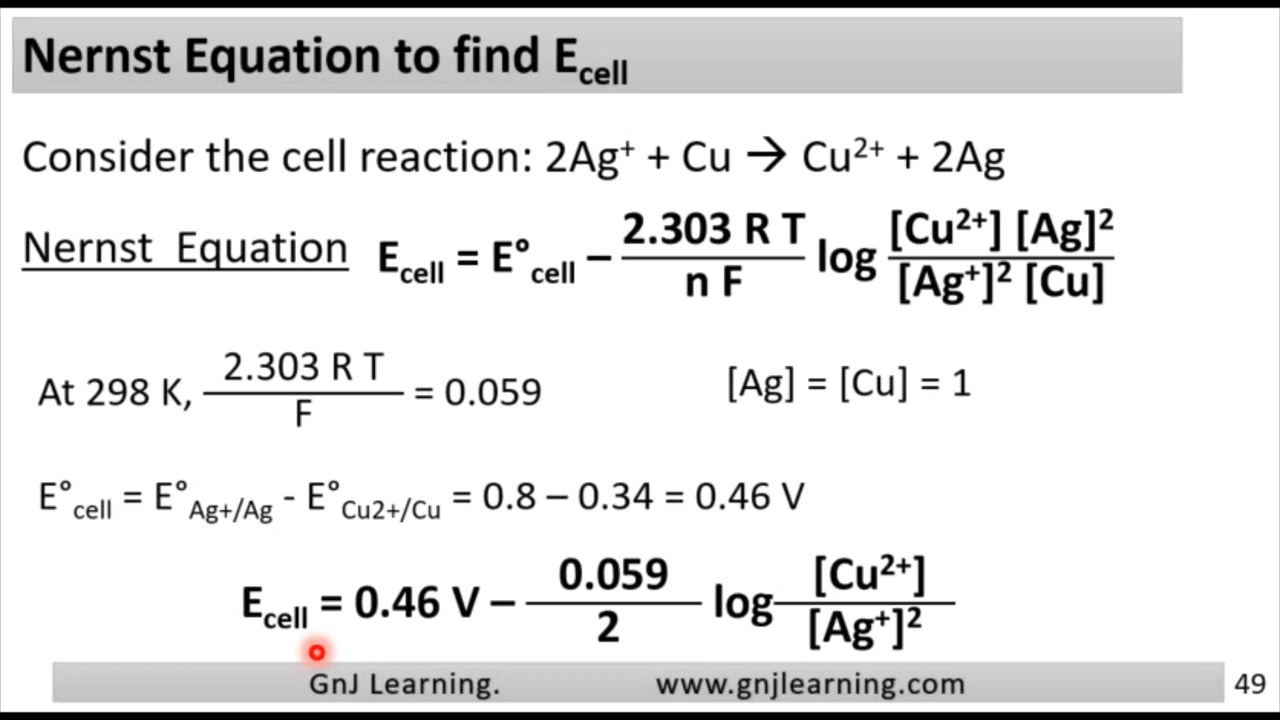 Nernst Equation to find Ecell
Consider the cell reaction: 2Ag⁺ + Cu → Cu²⁺ + 2Ag
Nernst Equation Ecell = E°cell – 2.303 R T / n F log [Cu²⁺] [Ag]² / [Ag⁺]² [Cu]
At 298 K, 2.303 R T / F = 0.059 [Ag] = [Cu] = 1
E°cell = E°Ag+/Ag - E°Cu2+/Cu = 0.8 – 0.34 = 0.46 V
Ecell = 0.46 V – 0.059 / 2 log [Cu²⁺] / [Ag⁺]²
GnJ Learning. www.gnjlearning.com 49